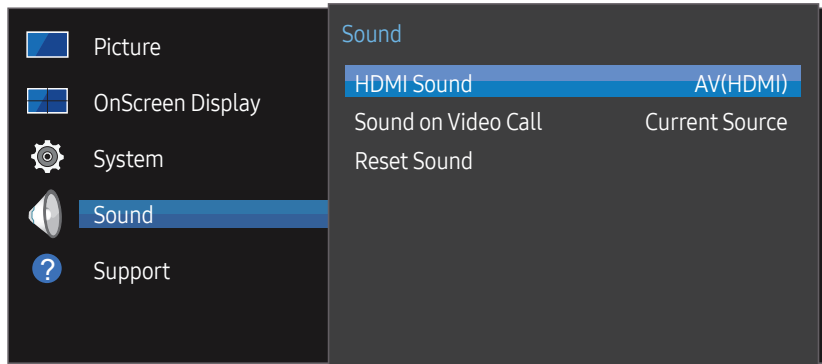 Picture
OnScreen Display
System
Sound
?
Support
Sound
HDMI Sound AV(HDMI)
Sound on Video Call Current Source
Reset Sound